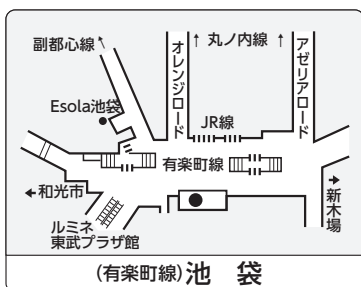 副都心線
↑
オレンジロード
↑ 丸ノ内線 ↑
アゼリアロード
Esola池袋
JR線
有楽町線
←和光市
→
新木場
ルミネ
東武プラザ館
(有楽町線)池 袋